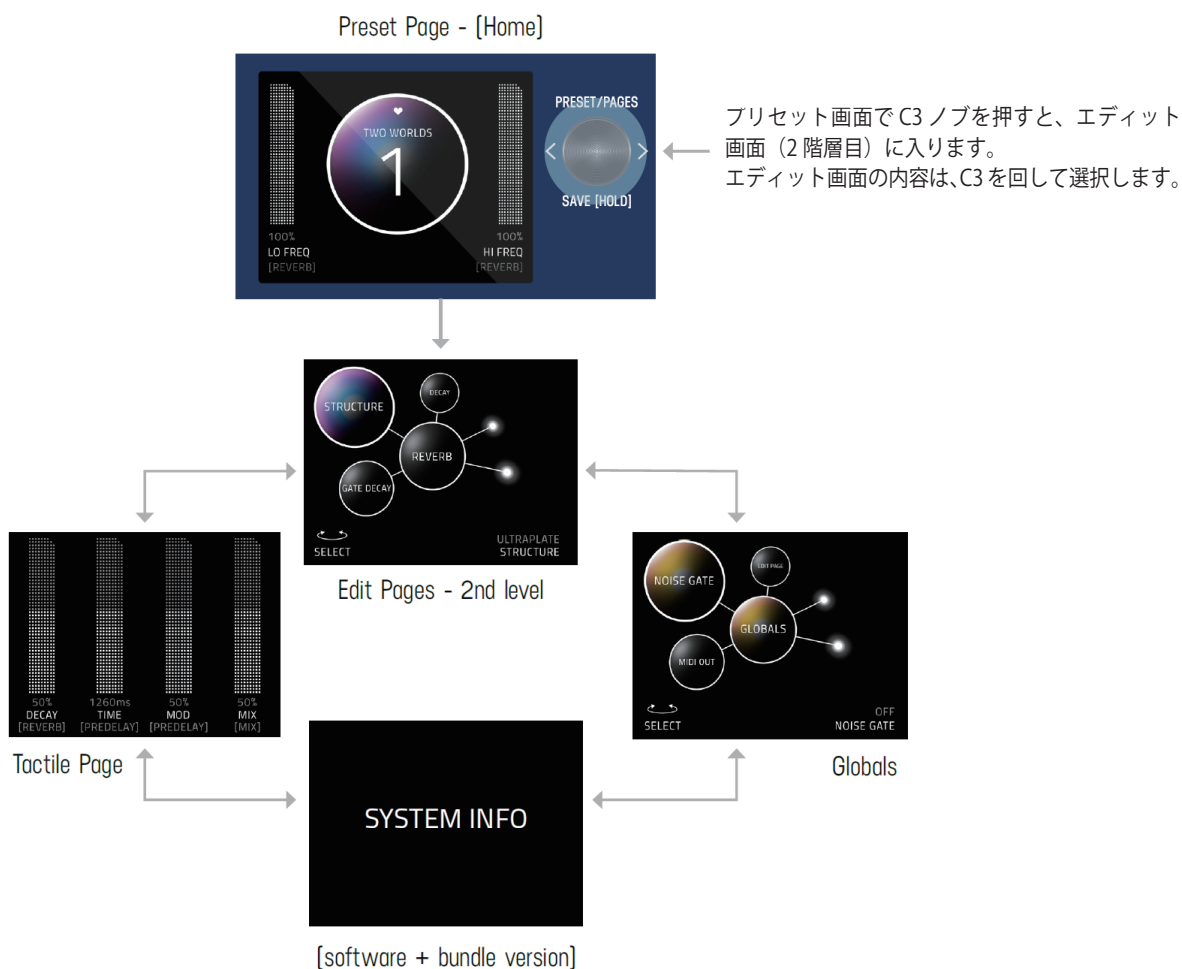 Preset Page - [Home]
PRESET/PAGES
TWO WORLDS
1
100%
LO FREQ
[REVERB]
100%
HI FREQ
[REVERB]
< >
SAVE [HOLD]
プリセット画面で C3 ノブを押すと、エディット
画面（2 階層目）に入ります。
エディット画面の内容は、C3 を回して選択します。
STRUCTURE
DECAY
REVERB
GATE DECAY
SELECT
ULTRAPLATE
STRUCTURE
Edit Pages - 2nd level
50%
DECAY
[REVERB]
1260ms
TIME
[PREDELAY]
50%
MOD
[PREDELAY]
50%
MIX
[MIX]
Tactile Page
NOISE GATE
EDIT PAGE
GLOBALS
MIDI OUT
SELECT
OFF
NOISE GATE
Globals
SYSTEM INFO
[software + bundle version]